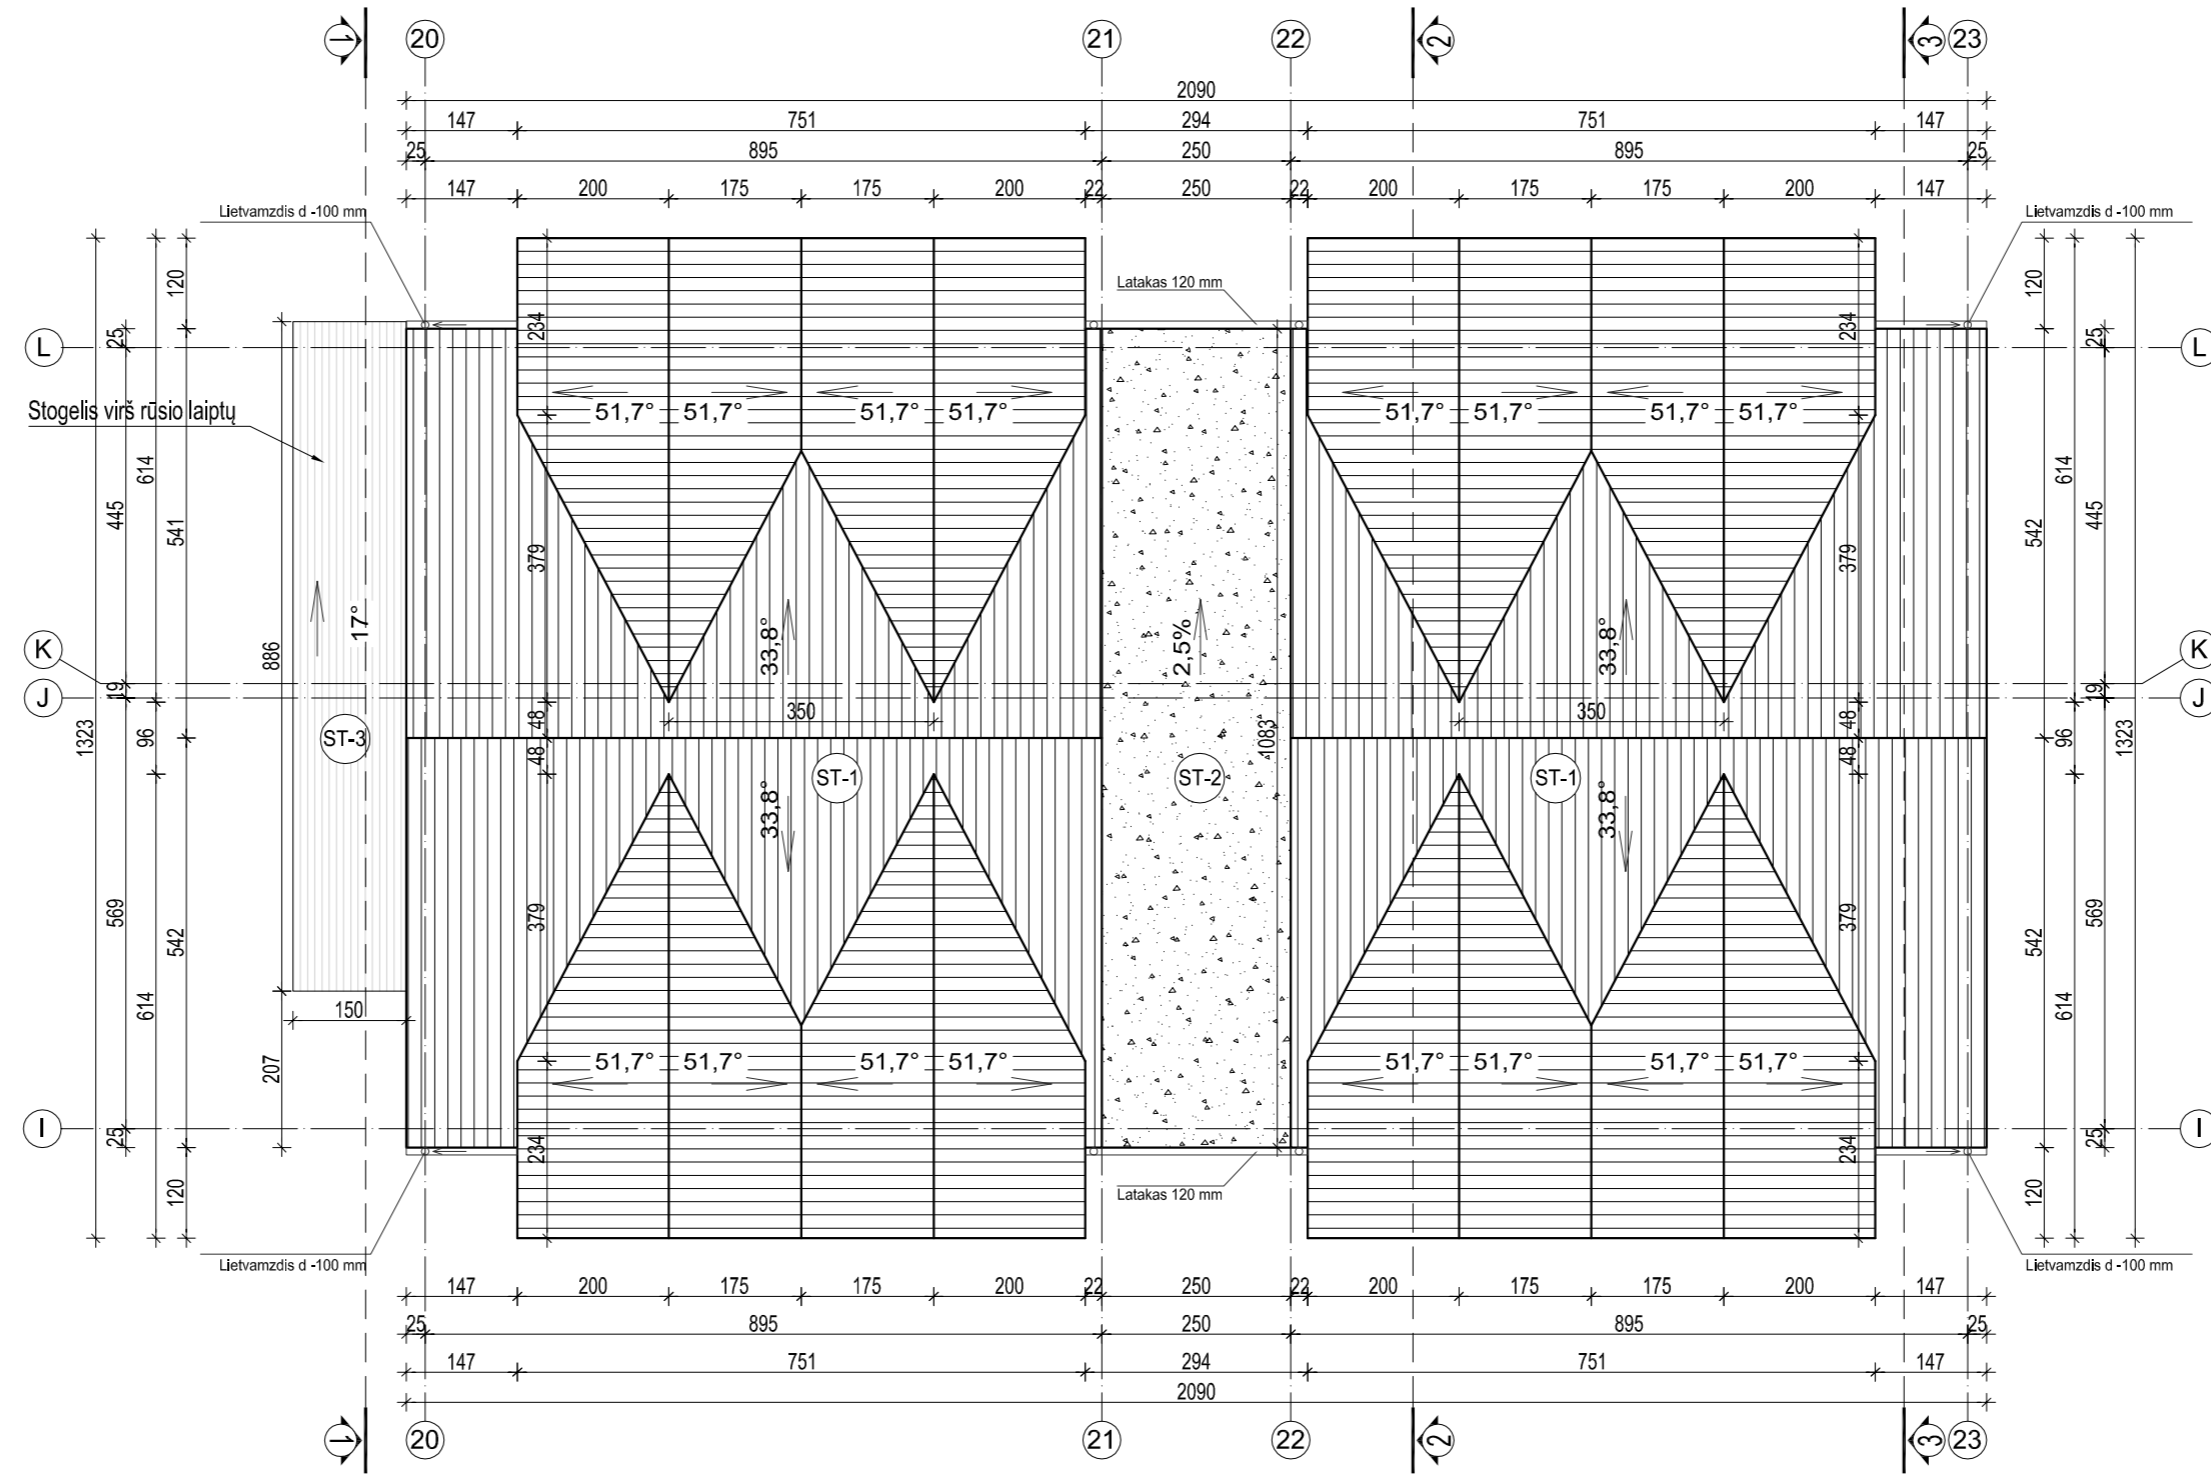 1 20 21 22 2 3 23
2090
147 751 294 751 147
25 895 250 895 25
147 200 175 175 200 22 250 22 200 175 175 200 147
Lietvamzdis d -100 mm
Lietvamzdis d -100 mm
120 120
234 Latakas 120 mm 234
25 25
L L
51,7° 51,7° 51,7° 51,7° 51,7° 51,7° 51,7° 51,7°
Stogelis virš rūsio laiptų
614 614
445 541 542 445
379 379
17° 33,8° 2,5% 33,8°
886
K K
19 19
J J
48 350 350 48
1323 96 1083 96 1323
ST-3
48 48
ST-1 ST-2 ST-1
33,8° 33,8°
569 542 379 379 542 569
614 614
150
207
51,7° 51,7° 51,7° 51,7° 51,7° 51,7° 51,7° 51,7°
I I
25 25
234 234
120 Latakas 120 mm 120
Lietvamzdis d -100 mm
Lietvamzdis d -100 mm
147 200 175 175 200 22 250 22 200 175 175 200 147
25 895 250 895 25
147 751 294 751 147
2090
1 20 21 22 2 3 23